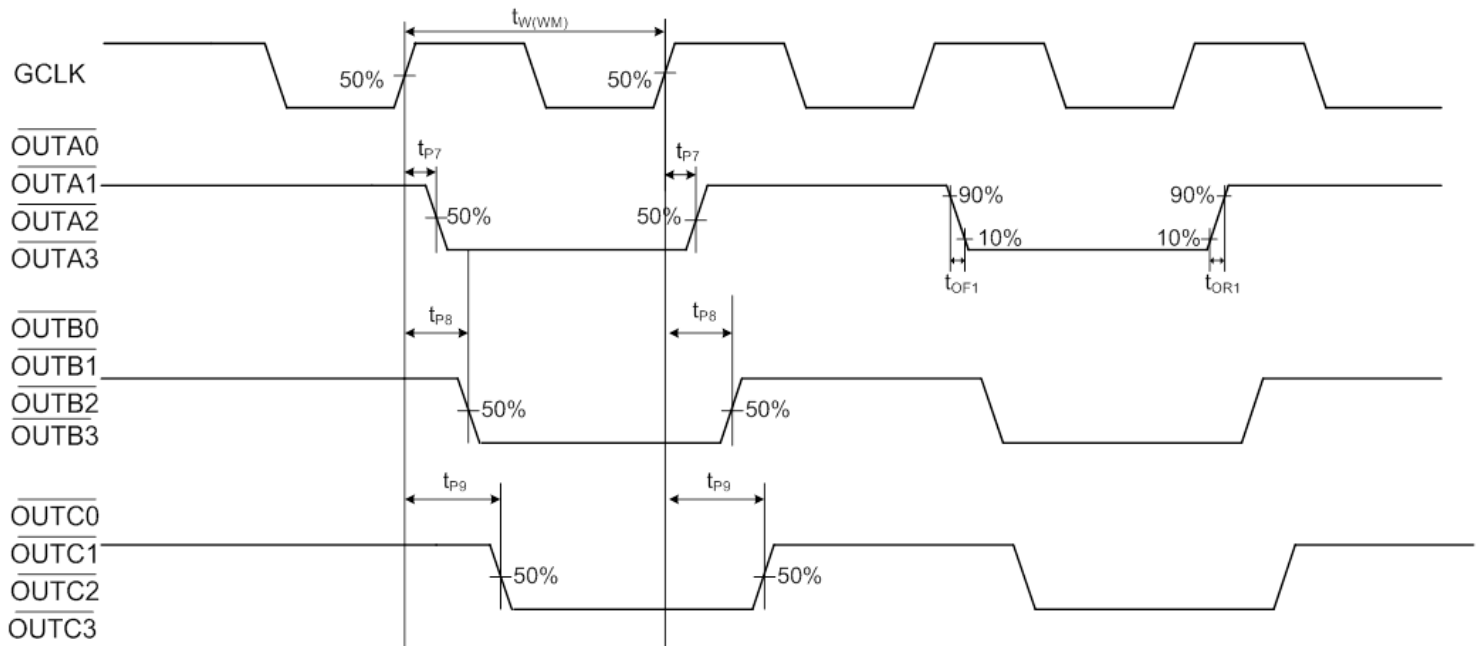 tW(WM)
GCLK
50%
50%
OUTA0
tP7
tP7
OUTA1
90%
90%
OUTA2
50%
50%
10%
10%
OUTA3
tOF1
tOR1
OUTB0
tP8
tP8
OUTB1
OUTB2
50%
50%
OUTB3
tP9
tP9
OUTC0
OUTC1
50%
50%
OUTC2
OUTC3